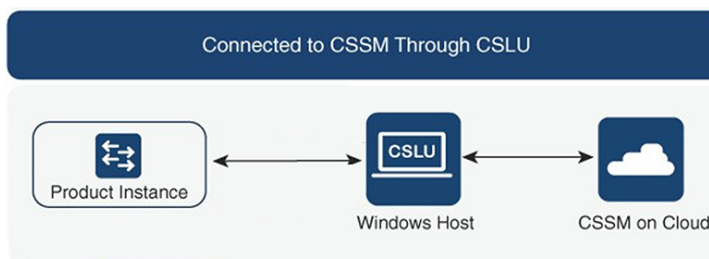 Connected to CSSM Through CSLU
CSLU
Product Instance
Windows Host
CSSM on Cloud